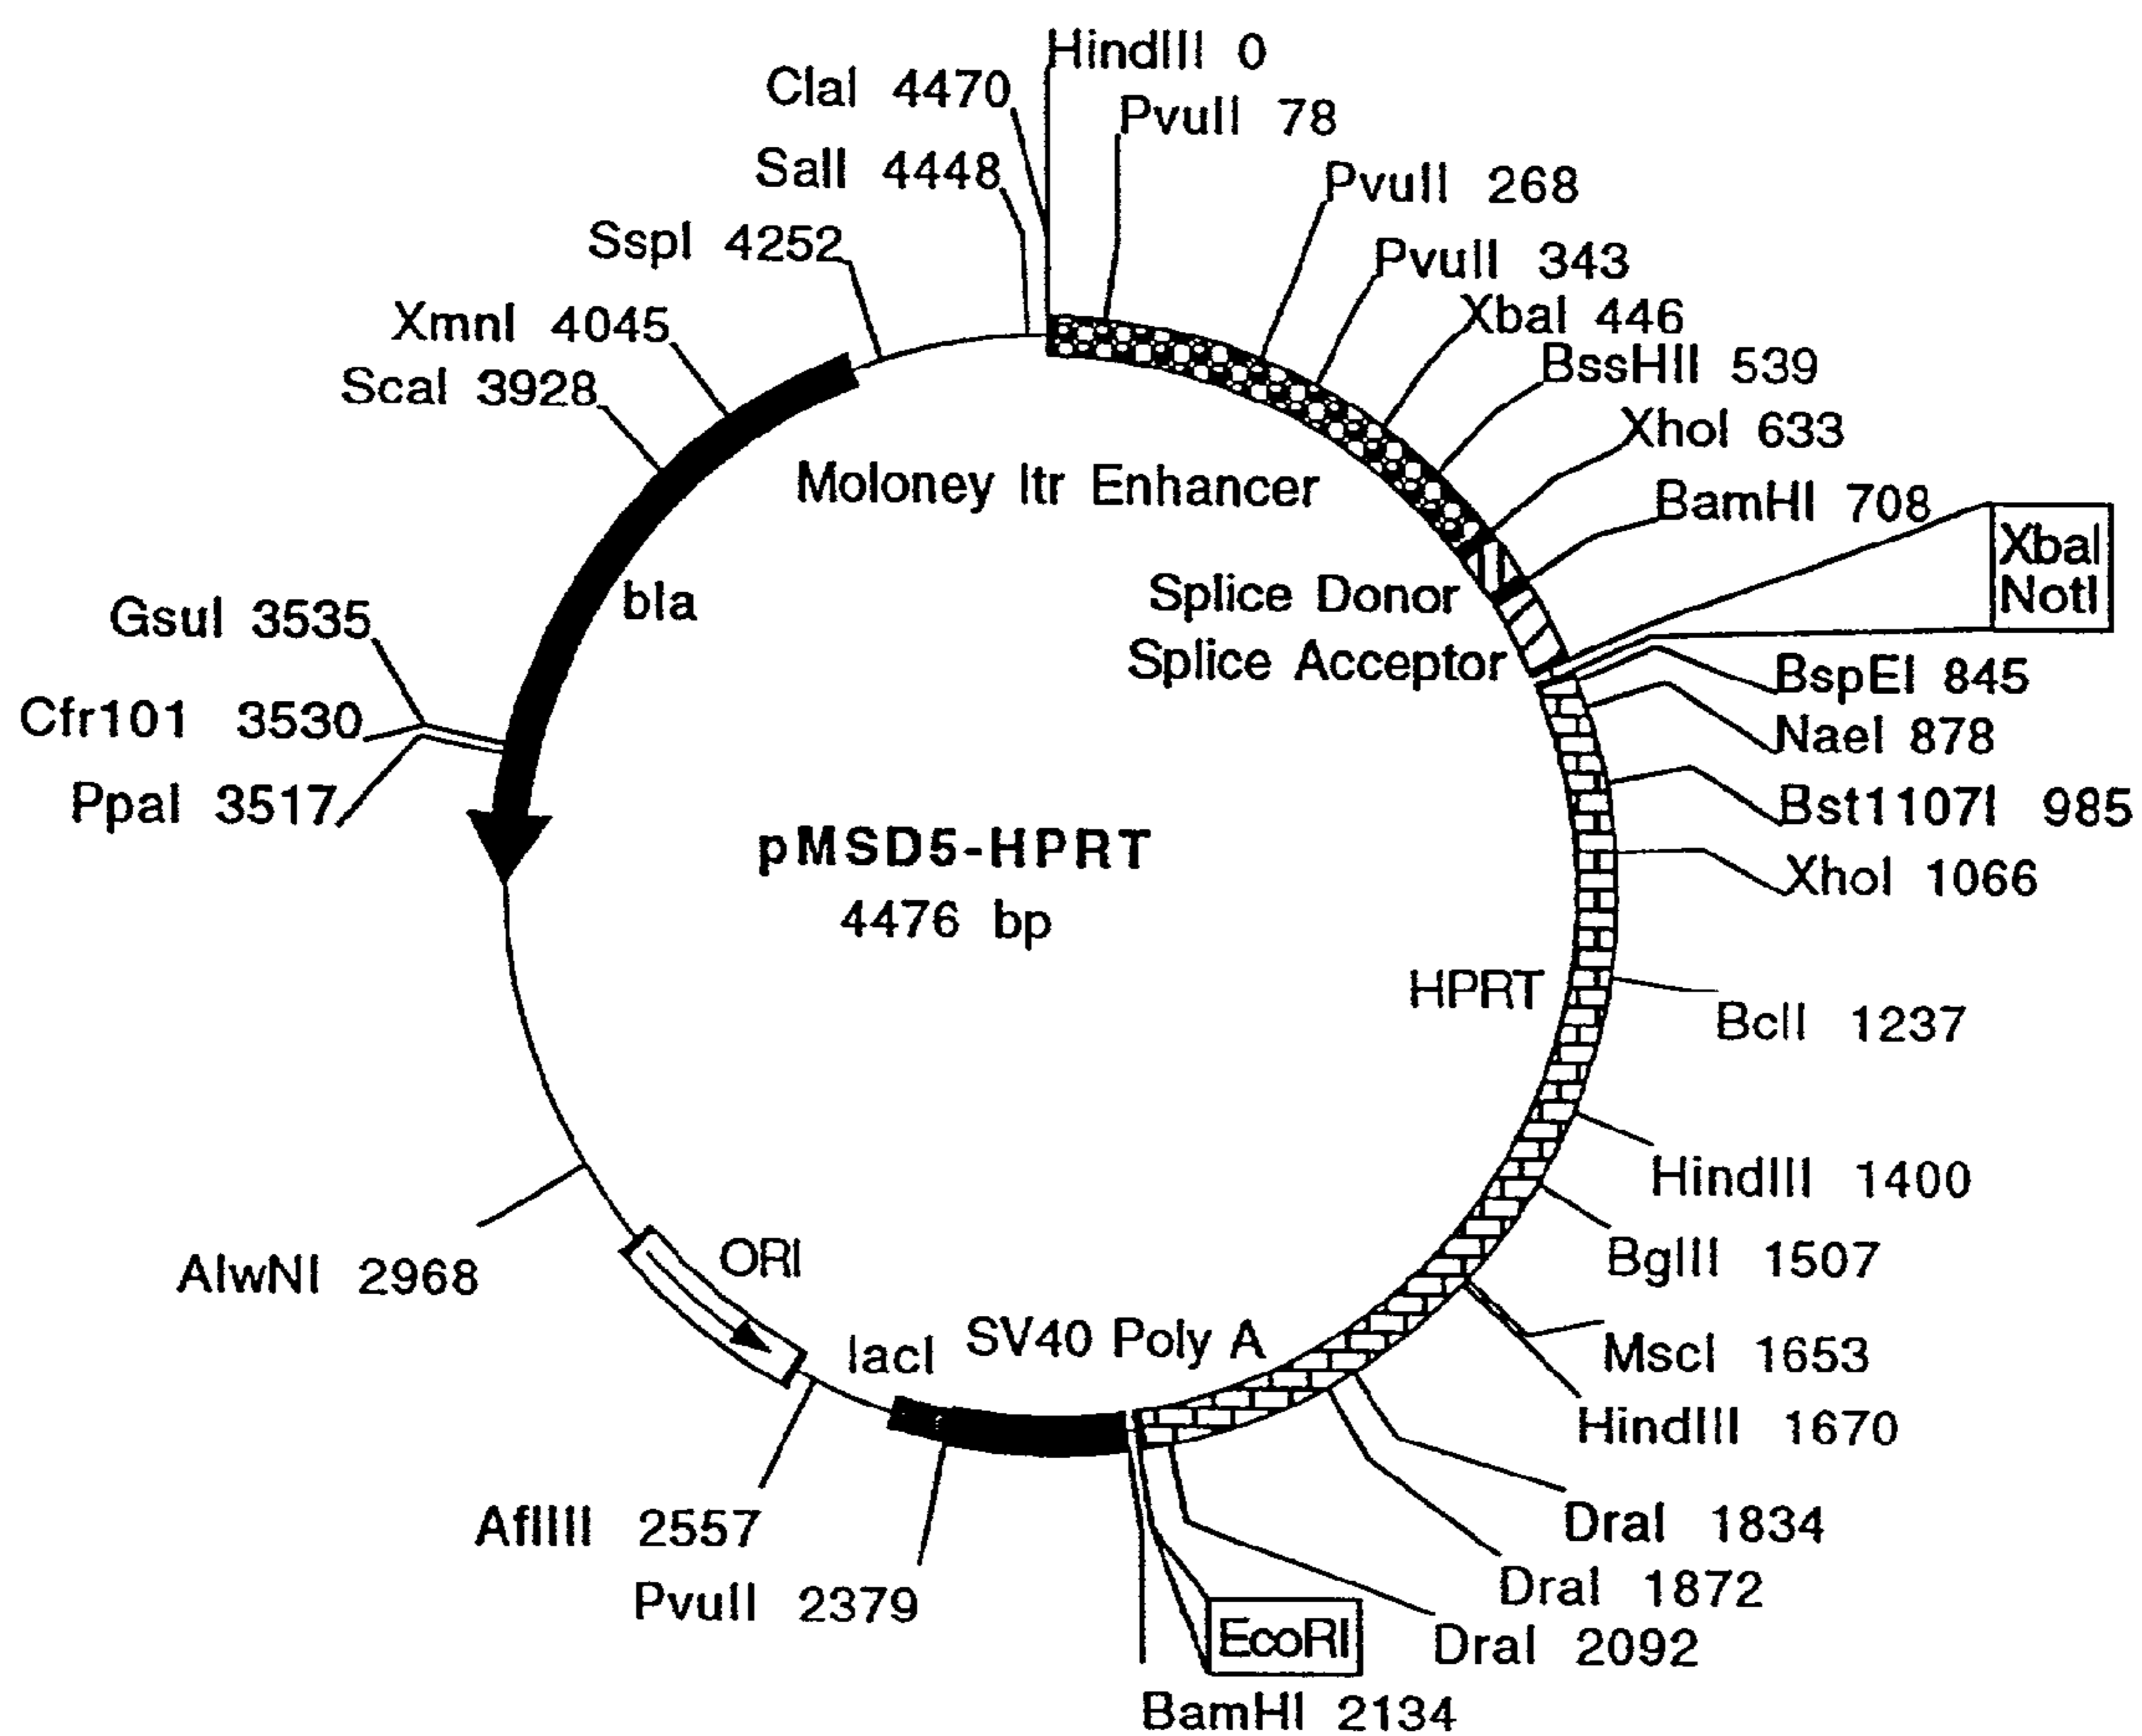 HindIII 0
ClaI 4470
PvuII 78
SalI 4448
PvuII 268
SspI 4252
PvuII 343
XmnI 4045
XbaI 446
BssHII 539
ScaI 3928
XhoI 633
Moloney ltr Enhancer
BamHI 708
XbaI
NotI
Splice Donor
bla
GsuI 3535
Splice Acceptor
BspEI 845
Cfr101 3530
NaeI 878
PpaI 3517
Bst1107I 985
pMSD5-HPRT
4476 bp
XhoI 1066
HPRT
BclI 1237
HindIII 1400
ORI
BglII 1507
AlwNI 2968
lacI
SV40 Poly A
MscI 1653
HindIII 1670
AflIII 2557
DraI 1834
PvuII 2379
DraI 1872
EcoRI
DraI 2092
BamHI 2134